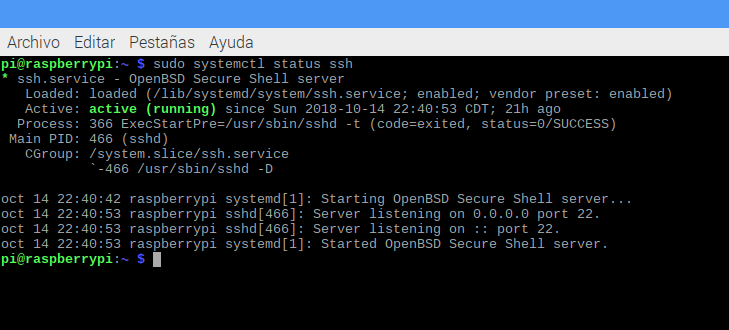 Archivo Editar Pestañas Ayuda
pi@raspberrypi:~ $ sudo systemctl status ssh
* ssh.service - OpenBSD Secure Shell server
   Loaded: loaded (/lib/systemd/system/ssh.service; enabled; vendor preset: enabled)
   Active: active (running) since Sun 2018-10-14 22:40:53 CDT; 21h ago
  Process: 366 ExecStartPre=/usr/sbin/sshd -t (code=exited, status=0/SUCCESS)
 Main PID: 466 (sshd)
   CGroup: /system.slice/ssh.service
           `-466 /usr/sbin/sshd -D
oct 14 22:40:42 raspberrypi systemd[1]: Starting OpenBSD Secure Shell server...
oct 14 22:40:53 raspberrypi sshd[466]: Server listening on 0.0.0.0 port 22.
oct 14 22:40:53 raspberrypi sshd[466]: Server listening on :: port 22.
oct 14 22:40:53 raspberrypi systemd[1]: Started OpenBSD Secure Shell server.
pi@raspberrypi:~ $